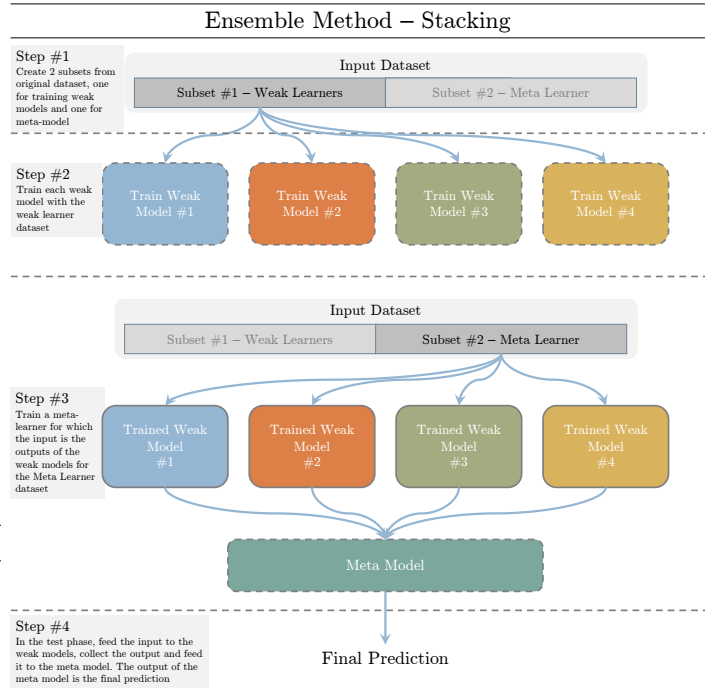 Ensemble Method – Stacking
Step #1
Create 2 subsets from
original dataset, one
for training weak
models and one for
meta-model
Input Dataset
Subset #1 – Weak Learners
Subset #2 – Meta Learner
Step #2
Train each weak
model with the
weak learner
dataset
Train Weak
Model #1
Train Weak
Model #2
Train Weak
Model #3
Train Weak
Model #4
Input Dataset
Subset #1 – Weak Learners
Subset #2 – Meta Learner
Step #3
Train a meta-
learner for which
the input is the
outputs of the
weak models for
the Meta Learner
dataset
Trained Weak
Model
#1
Trained Weak
Model
#2
Trained Weak
Model
#3
Trained Weak
Model
#4
Meta Model
Step #4
In the test phase, feed the input to the
weak models, collect the output and feed
it to the meta model. The output of the
meta model is the final prediction
Final Prediction